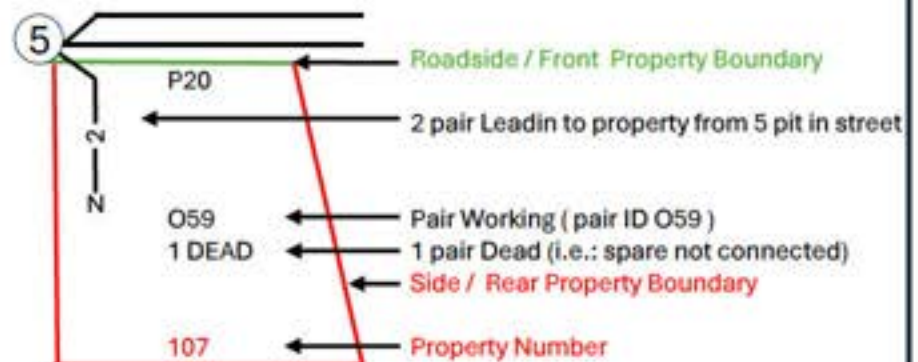 5
Roadside / Front Property Boundary
P20
2 pair Leadin to property from 5 pit in street
2
N
O59
Pair Working ( pair ID O59 )
1 DEAD
1 pair Dead (i.e.: spare not connected)
Side / Rear Property Boundary
107
Property Number